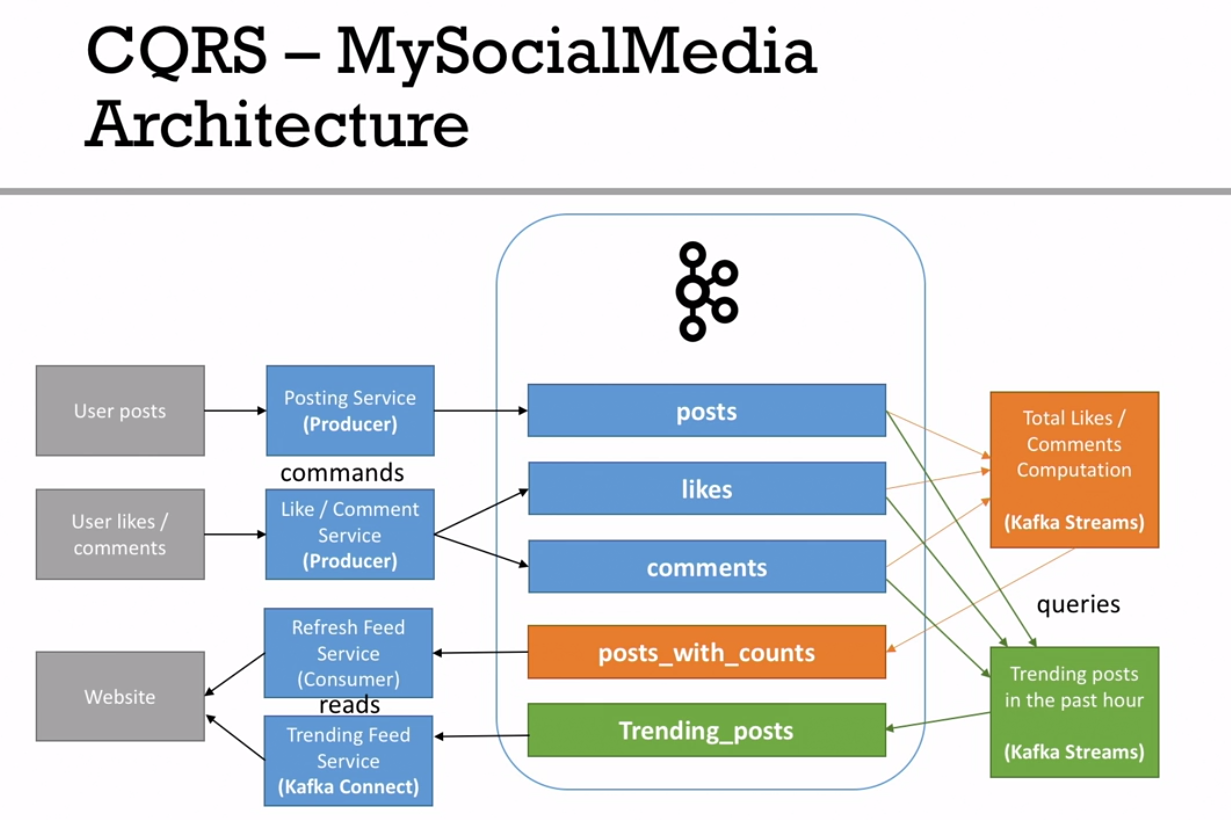 CQRS – MySocialMedia
Architecture
User posts
Posting Service
(Producer)
posts
Total Likes /
Comments
Computation
(Kafka Streams)
commands
User likes /
comments
Like / Comment
Service
(Producer)
likes
comments
queries
Refresh Feed
Service
(Consumer)
posts_with_counts
Website
reads
Trending Feed
Service
(Kafka Connect)
Trending_posts
Trending posts
in the past hour
(Kafka Streams)